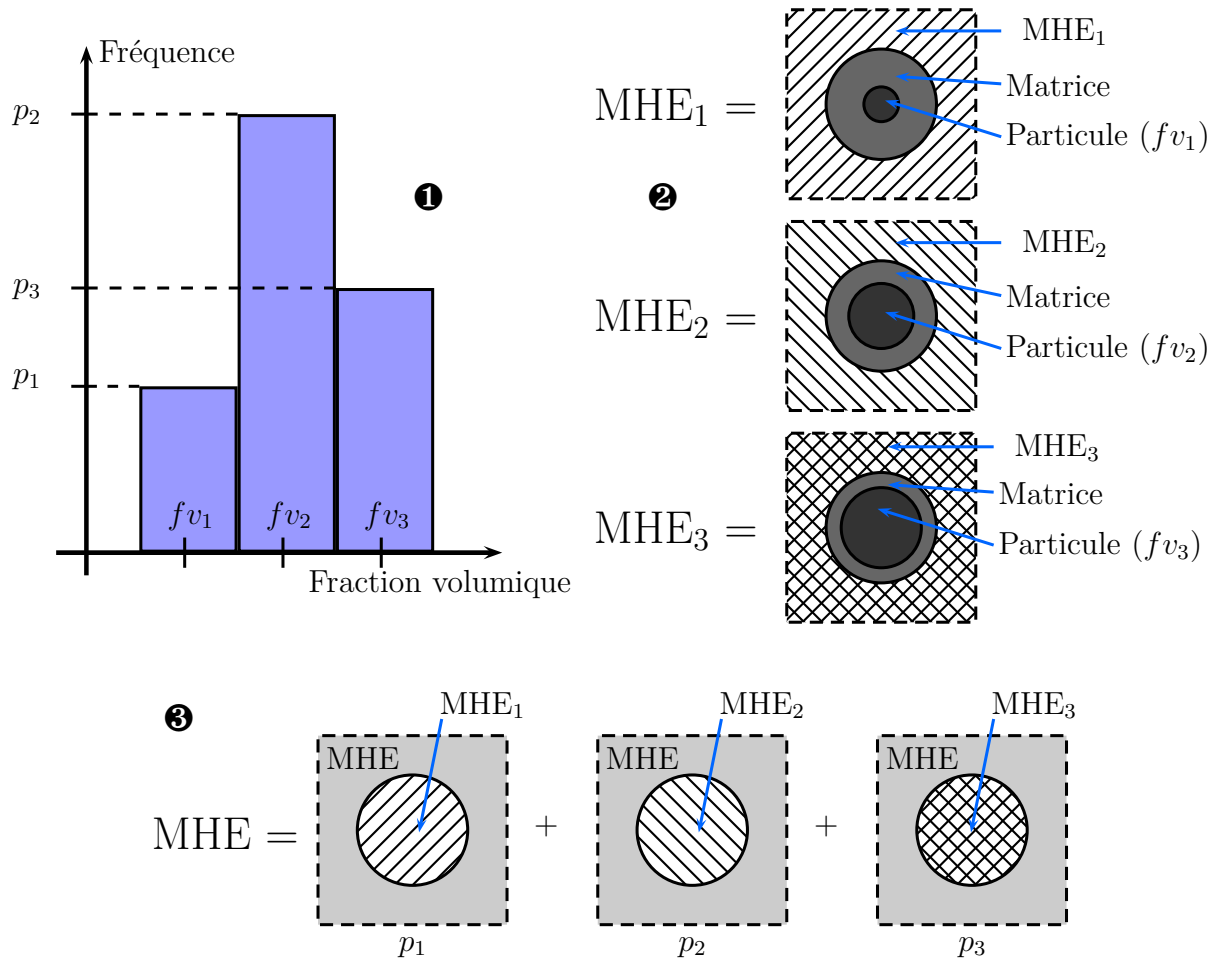 Fréquence
p₂
p₃
p₁
fv₁ fv₂ fv₃
Fraction volumique
❶
❷
MHE₁ =
MHE₁
Matrice
Particule (fv₁)
MHE₂ =
MHE₂
Matrice
Particule (fv₂)
MHE₃ =
MHE₃
Matrice
Particule (fv₃)
❸
MHE₁ MHE₂ MHE₃
MHE MHE MHE
MHE = + +
p₁ p₂ p₃